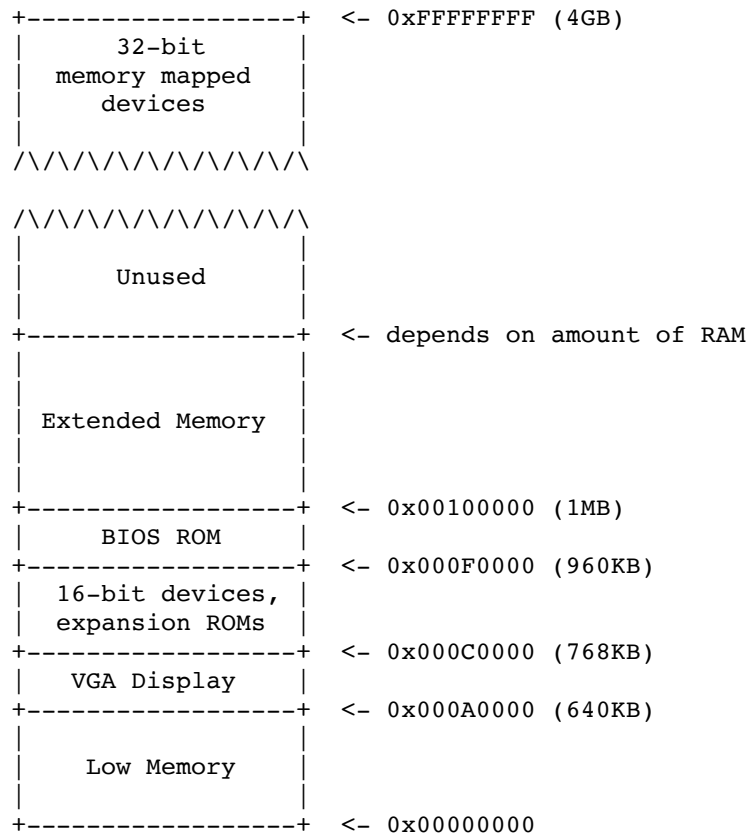 +------------------+  <- 0xFFFFFFFF (4GB)
|      32-bit      |
|  memory mapped   |
|     devices      |
|                  |
/\/\/\/\/\/\/\/\/\/\
/\/\/\/\/\/\/\/\/\/\
|                  |
|      Unused      |
|                  |
+------------------+  <- depends on amount of RAM
|                  |
|                  |
| Extended Memory  |
|                  |
|                  |
+------------------+  <- 0x00100000 (1MB)
|     BIOS ROM     |
+------------------+  <- 0x000F0000 (960KB)
|  16-bit devices, |
|  expansion ROMs  |
+------------------+  <- 0x000C0000 (768KB)
|   VGA Display    |
+------------------+  <- 0x000A0000 (640KB)
|                  |
|    Low Memory    |
|                  |
+------------------+  <- 0x00000000